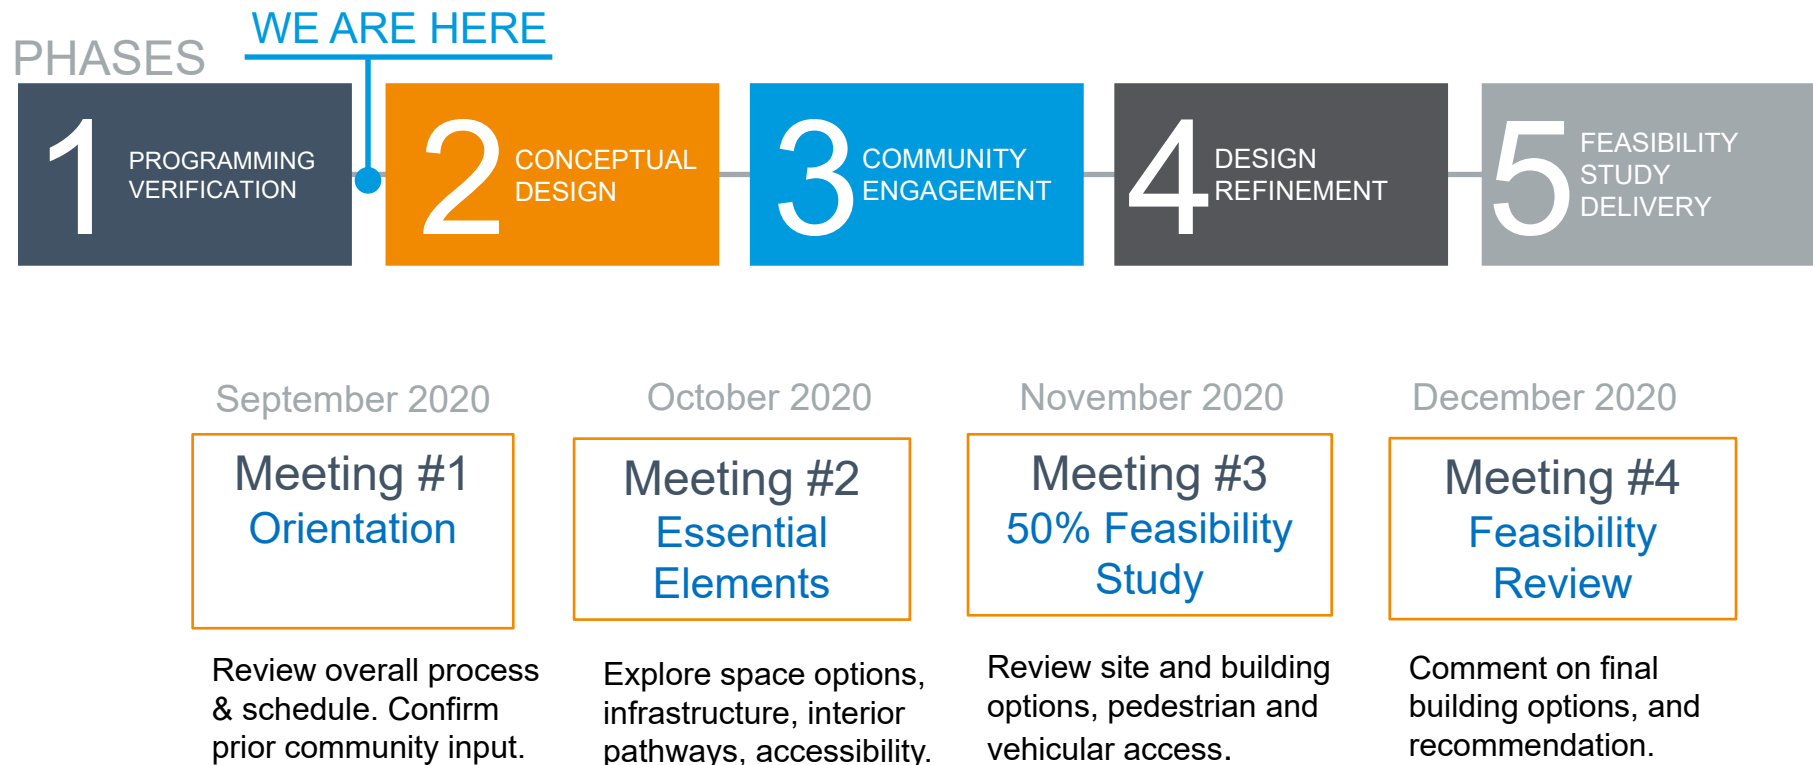 WE ARE HERE
PHASES
1
PROGRAMMING
VERIFICATION
2
CONCEPTUAL
DESIGN
3
COMMUNITY
ENGAGEMENT
4
DESIGN
REFINEMENT
5
FEASIBILITY
STUDY
DELIVERY
September 2020
Meeting #1
Orientation
Review overall process
& schedule. Confirm
prior community input.
October 2020
Meeting #2
Essential
Elements
Explore space options,
infrastructure, interior
pathways, accessibility.
November 2020
Meeting #3
50% Feasibility
Study
Review site and building
options, pedestrian and
vehicular access.
December 2020
Meeting #4
Feasibility
Review
Comment on final
building options, and
recommendation.